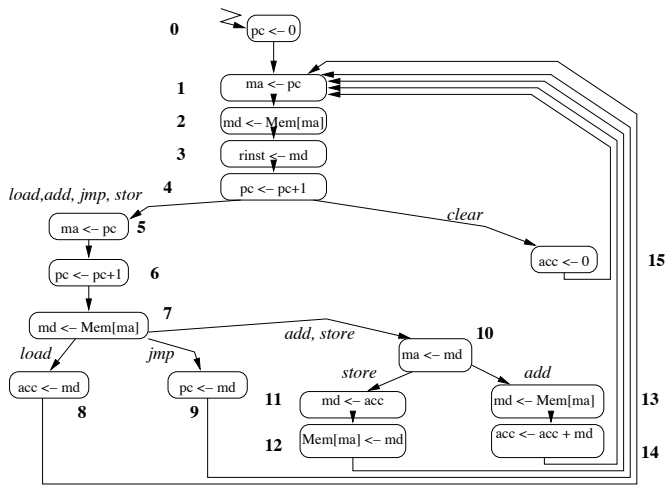 0
pc <– 0
1
ma <– pc
2
md <– Mem[ma]
3
rinst <– md
4
pc <– pc+1
load,add, jmp, stor
clear
5
ma <– pc
acc <– 0
15
pc <– pc+1
6
7
md <– Mem[ma]
add, store
10
ma <– md
load
jmp
store
add
acc <– md
pc <– md
8
9
11
md <– acc
md <– Mem[ma]
13
12
Mem[ma] <– md
acc <– acc + md
14